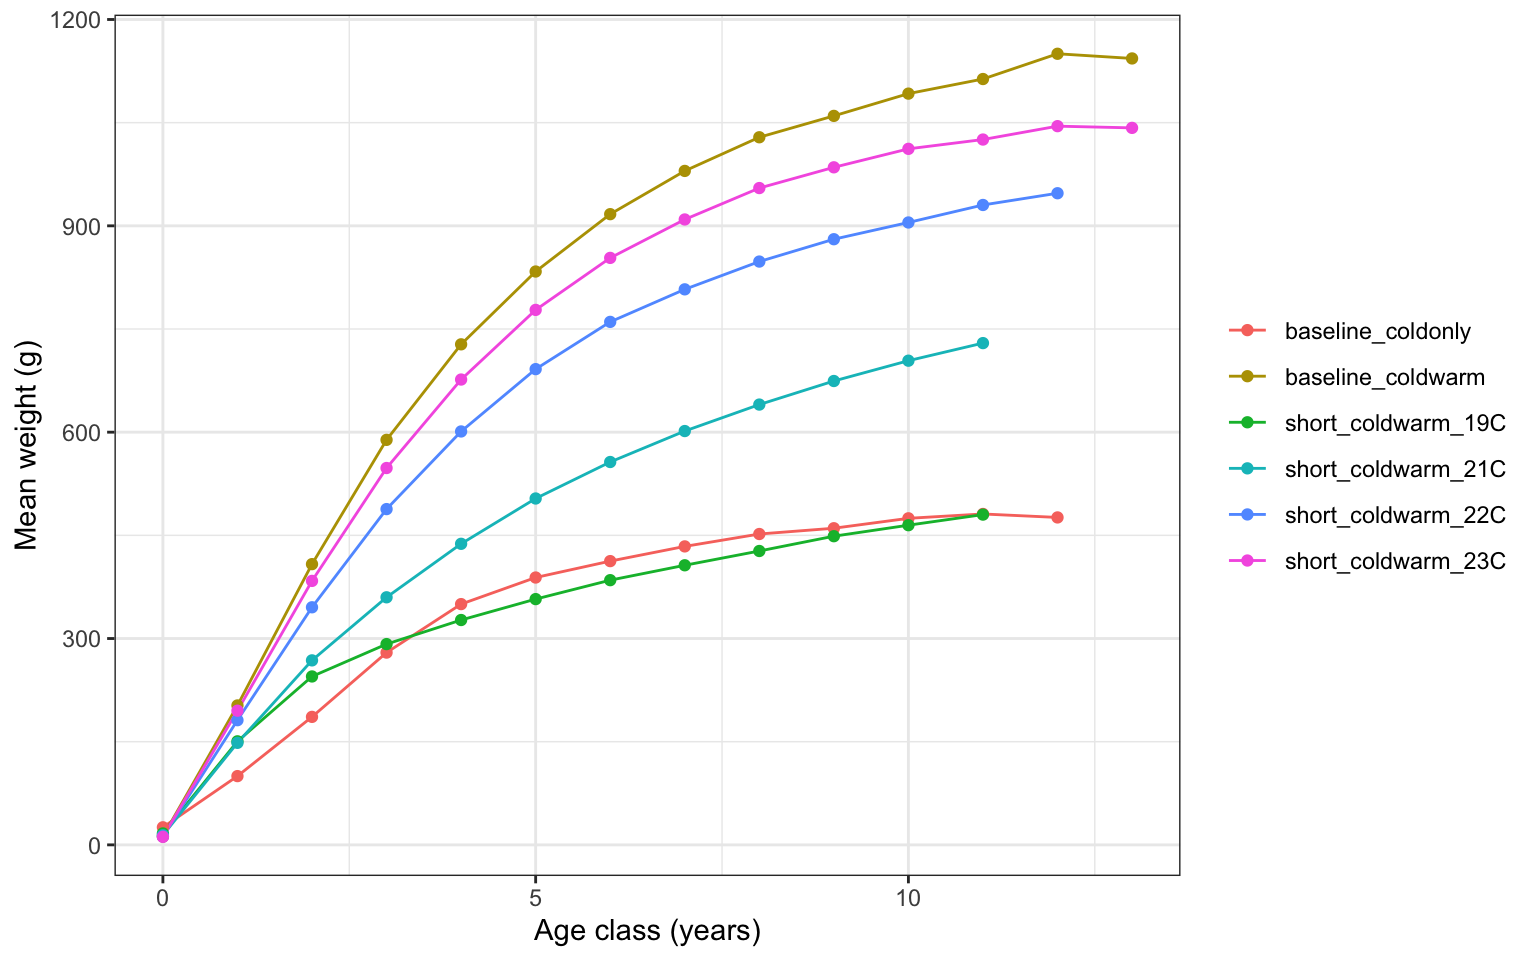 1200
900
600
300
0
Mean weight (g)
0 5 10
Age class (years)
baseline_coldonly
baseline_coldwarm
short_coldwarm_19C
short_coldwarm_21C
short_coldwarm_22C
short_coldwarm_23C